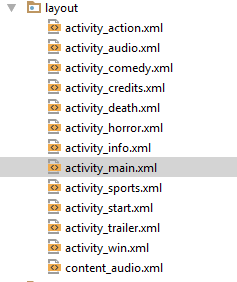 layout
activity_action.xml
activity_audio.xml
activity_comedy.xml
activity_credits.xml
activity_death.xml
activity_horror.xml
activity_info.xml
activity_main.xml
activity_sports.xml
activity_start.xml
activity_trailer.xml
activity_win.xml
content_audio.xml